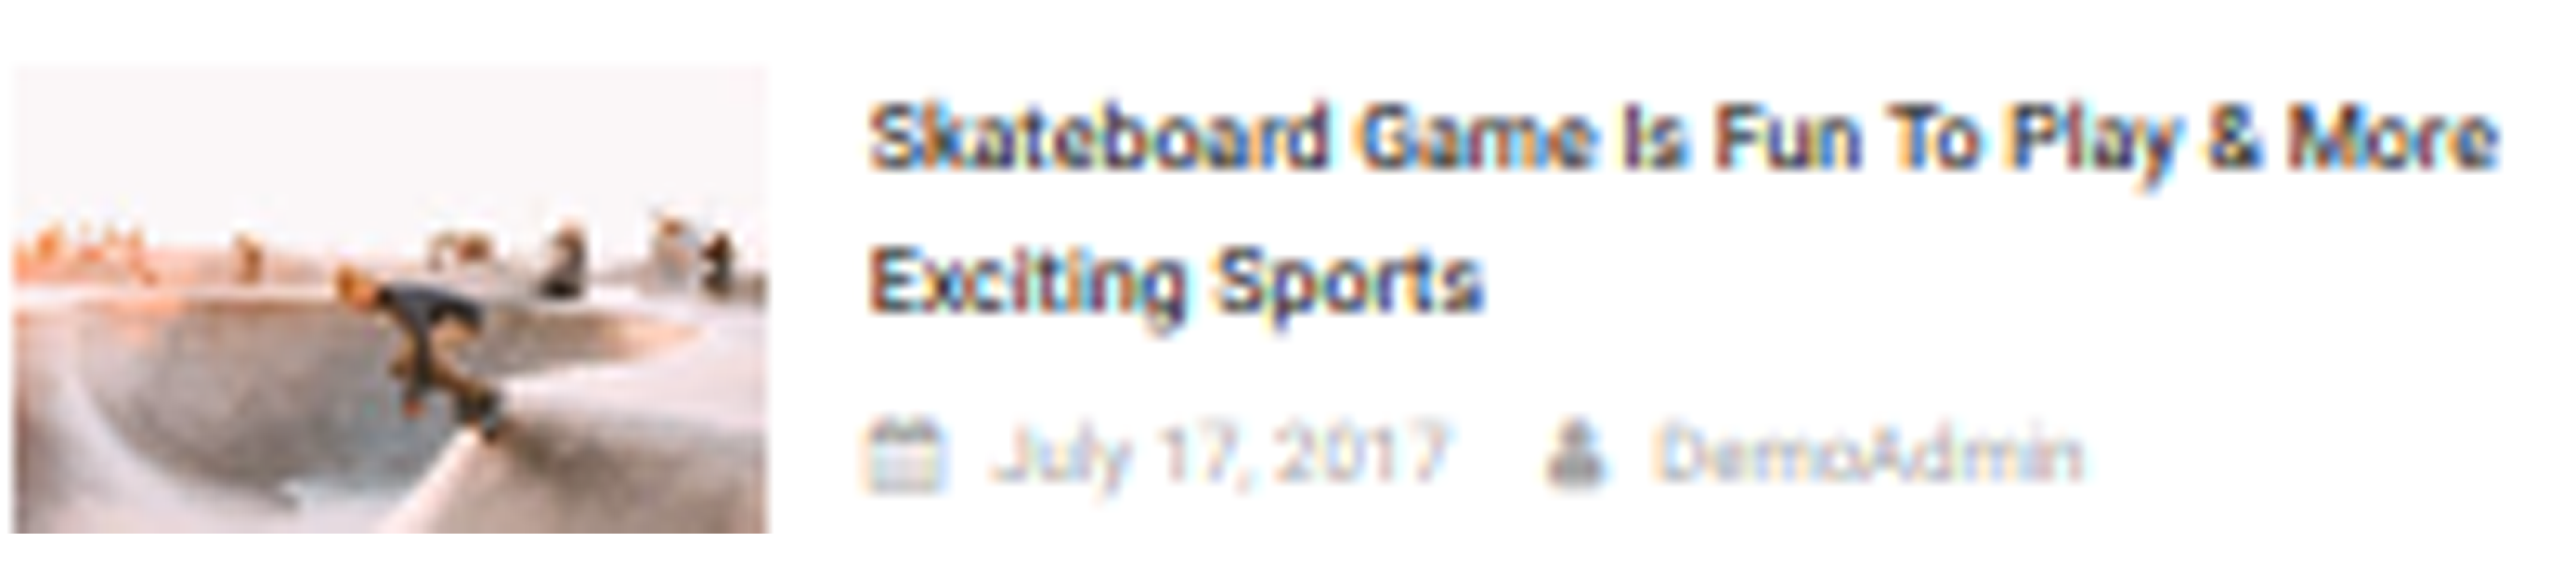 Skateboard Game Is Fun To Play & More
Exciting Sports
July 17, 2017 DemoAdmin